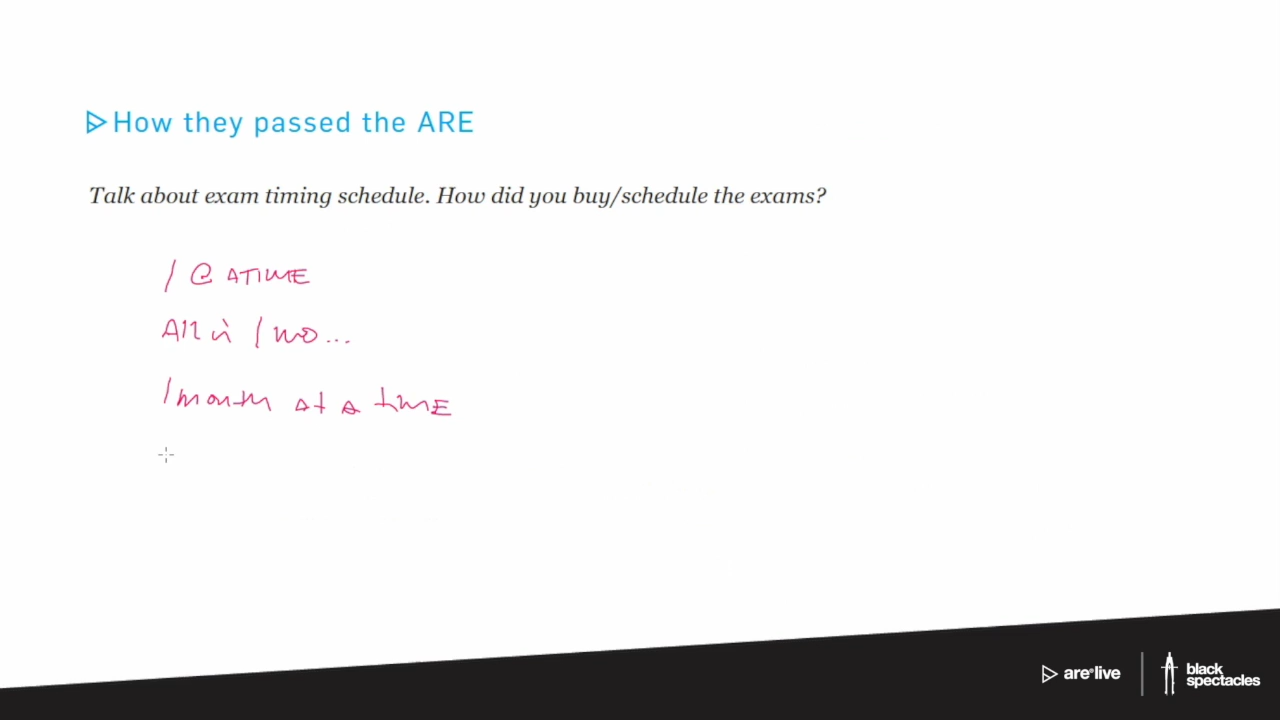 How they passed the ARE
Talk about exam timing schedule. How did you buy/schedule the exams?
1 @ A TIME
All in 1 mo...
1 month at a time
are live
black
spectacles